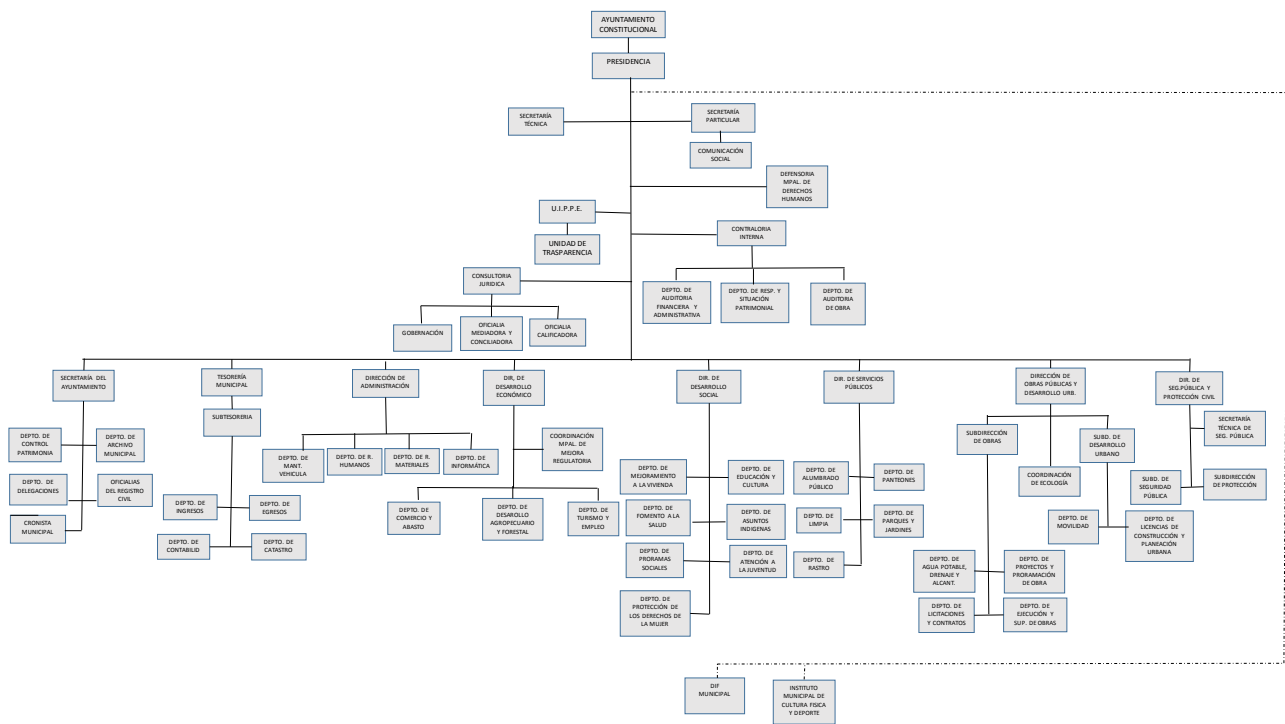 AYUNTAMIENTO
CONSTITUCIONAL
PRESIDENCIA
SECRETARÍA
TÉCNICA
SECRETARÍA
PARTICULAR
COMUNICACIÓN
SOCIAL
DEFENSORIA
MPAL. DE
DERECHOS
HUMANOS
U.I.P.P.E.
UNIDAD DE
TRASPARENCIA
CONTRALORIA
INTERNA
CONSULTORIA
JURIDICA
DEPTO. DE
AUDITORIA
FINANCIERA Y
ADMINISTRATIVA
DEPTO. DE RESP. Y
SITUACIÓN
PATRIMONIAL
DEPTO. DE
AUDITORIA
DE OBRA
GOBERNACIÓN
OFICIALIA
MEDIADORA Y
CONCILIADORA
OFICIALIA
CALIFICADORA
SECRETARÍA DEL
AYUNTAMIENTO
TESORERÍA
MUNICIPAL
DIRECCIÓN DE
ADMINISTRACIÓN
DIR, DE
DESARROLLO
ECONÓMICO
DIR. DE
DESARROLLO
SOCIAL
DIR. DE SERVICIOS
PÚBLICOS
DIRECCIÓN DE
OBRAS PÚBLICAS Y
DESARROLLO URB.
DIR. DE
SEG.PÚBLICA Y
PROTECCIÓN CIVIL
SUBTESORERIA
SECRETARÍA
TÉCNICA DE
SEG. PÚBLICA
DEPTO. DE
CONTROL
PATRIMONIA
DEPTO. DE
ARCHIVO
MUNICIPAL
DEPTO. DE
MANT.
VEHICULA
DEPTO. DE R.
HUMANOS
DEPTO. DE R.
MATERIALES
DEPTO. DE
INFORMÁTICA
COORDINACIÓN
MPAL. DE
MEJORA
REGULATORIA
SUBDIRECCIÓN
DE OBRAS
SUBD. DE
DESARROLLO
URBANO
DEPTO. DE
DELEGACIONES
OFICIALIAS
DEL REGISTRO
CIVIL
DEPTO. DE
MEJORAMIENTO
A LA VIVIENDA
DEPTO. DE
EDUCACIÓN Y
CULTURA
DEPTO. DE
ALUMBRADO
PÚBLICO
DEPTO. DE
PANTEONES
COORDINACIÓN
DE ECOLOGÍA
SUBD. DE
SEGURIDAD
PÚBLICA
SUBDIRECCIÓN
DE PROTECCIÓN
CRONISTA
MUNICIPAL
DEPTO. DE
INGRESOS
DEPTO. DE
EGRESOS
DEPTO. DE
COMERCIO Y
ABASTO
DEPTO. DE
DESAROLLO
AGROPECUARIO
Y FORESTAL
DEPTO. DE
TURISMO Y
EMPLEO
DEPTO. DE
FOMENTO A LA
SALUD
DEPTO. DE
ASUNTOS
INDIGENAS
DEPTO. DE
LIMPIA
DEPTO. DE
PARQUES Y
JARDINES
DEPTO. DE
MOVILIDAD
DEPTO. DE
LICENCIAS DE
CONSTRUCCIÓN Y
PLANEACIÓN
URBANA
DEPTO. DE
CONTABILID
DEPTO. DE
CATASTRO
DEPTO. DE
PRORAMAS
SOCIALES
DEPTO. DE
ATENCIÓN A
LA JUVENTUD
DEPTO. DE
RASTRO
DEPTO. DE
AGUA POTABLE,
DRENAJE Y
ALCANT.
DEPTO. DE
PROYECTOS Y
PRORAMACIÓN
DE OBRA
DEPTO. DE
PROTECCIÓN DE
LOS DERECHOS DE
LA MUJER
DEPTO. DE
LICITACIONES
Y CONTRATOS
DEPTO. DE
EJECUCIÓN Y
SUP. DE OBRAS
DIF
MUNICIPAL
INSTITUTO
MUNICIPAL DE
CULTURA FISICA
Y DEPORTE